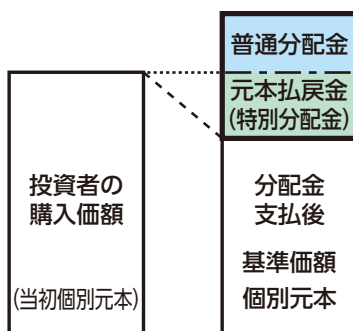 普通分配金
元本払戻金
(特別分配金)
投資者の
購入価額
(当初個別元本)
分配金
支払後
基準価額
個別元本